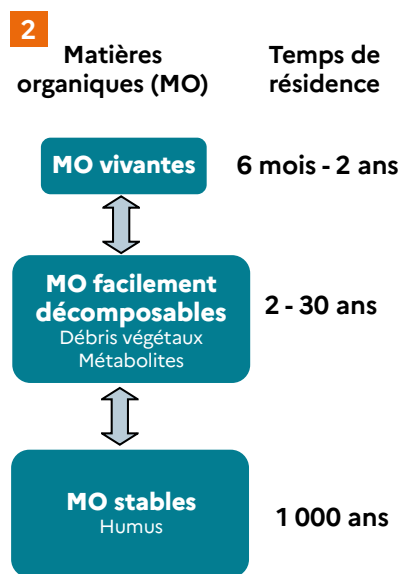 2
Matières
organiques (MO)
Temps de
résidence
MO vivantes
6 mois - 2 ans
MO facilement
décomposables
Débris végétaux
Métabolites
2 - 30 ans
MO stables
Humus
1 000 ans